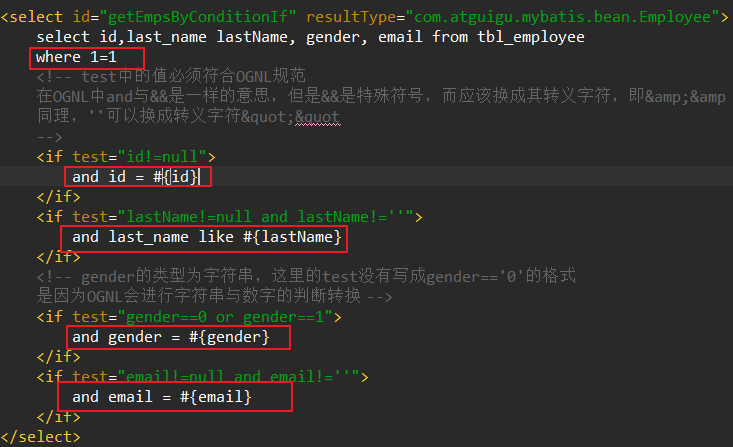 <select id="getEmpsByConditionIf" resultType="com.atguigu.mybatis.bean.Employee">
select id,last_name lastName, gender, email from tbl_employee
where 1=1
<!-- test中的值必须符合OGNL规范
在OGNL中and与&&是一样的意思，但是&&是特殊符号，而应该换成其转义字符，即&amp;&amp
同理，''可以换成转义字符&quot;&quot
-->
<if test="id!=null">
and id = #{id}
</if>
<if test="lastName!=null and lastName!=''">
and last_name like #{lastName}
</if>
<!-- gender的类型为字符串，这里的test没有写成gender=='0'的格式
是因为OGNL会进行字符串与数字的判断转换 -->
<if test="gender==0 or gender==1">
and gender = #{gender}
</if>
<if test="email!=null and email!=''">
and email = #{email}
</if>
</select>